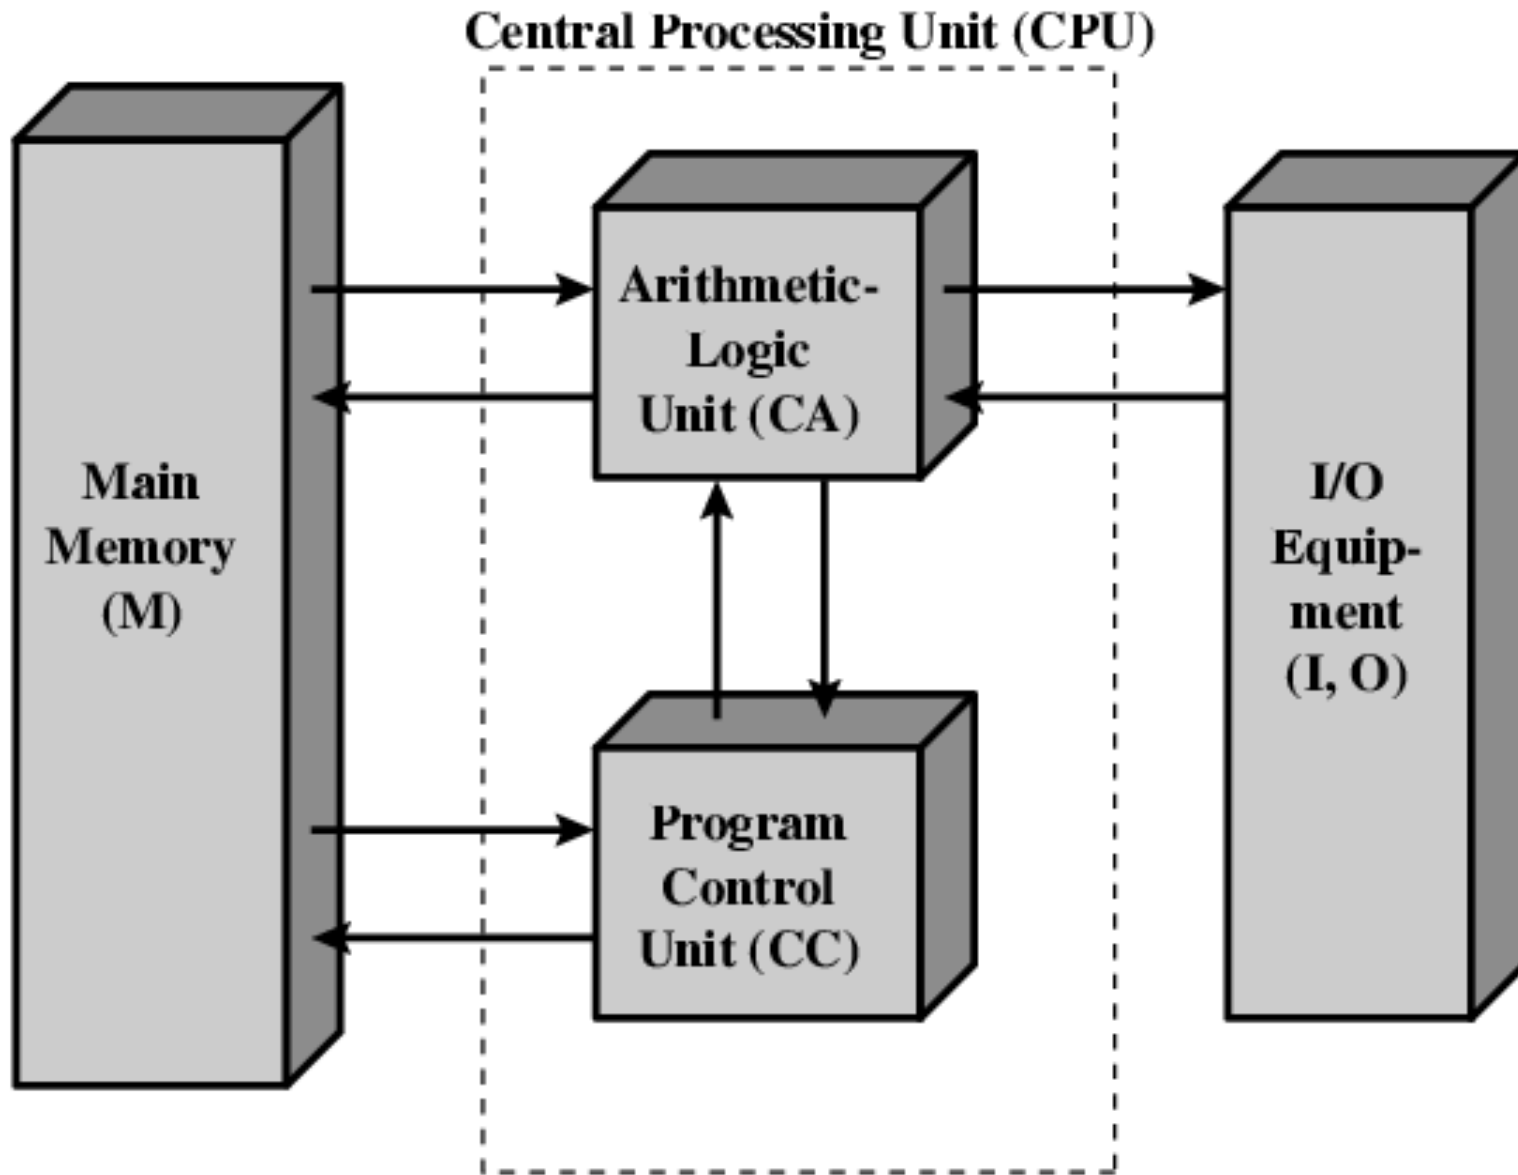 Central Processing Unit (CPU)
Main
Memory
(M)
Arithmetic-
Logic
Unit (CA)
Program
Control
Unit (CC)
I/O
Equip-
ment
(I, O)